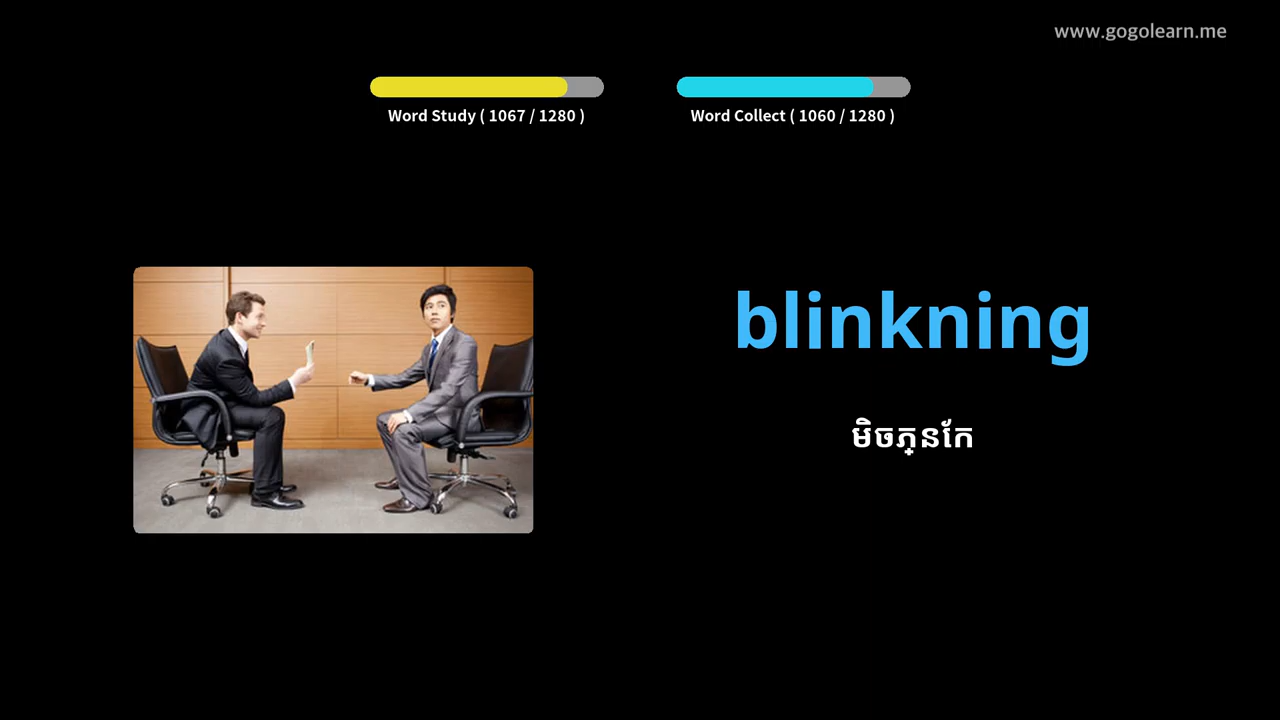 www.gogolearn.me
Word Study ( 1067 / 1280 )
Word Collect ( 1060 / 1280 )
blinkning
មិចភ្នែក